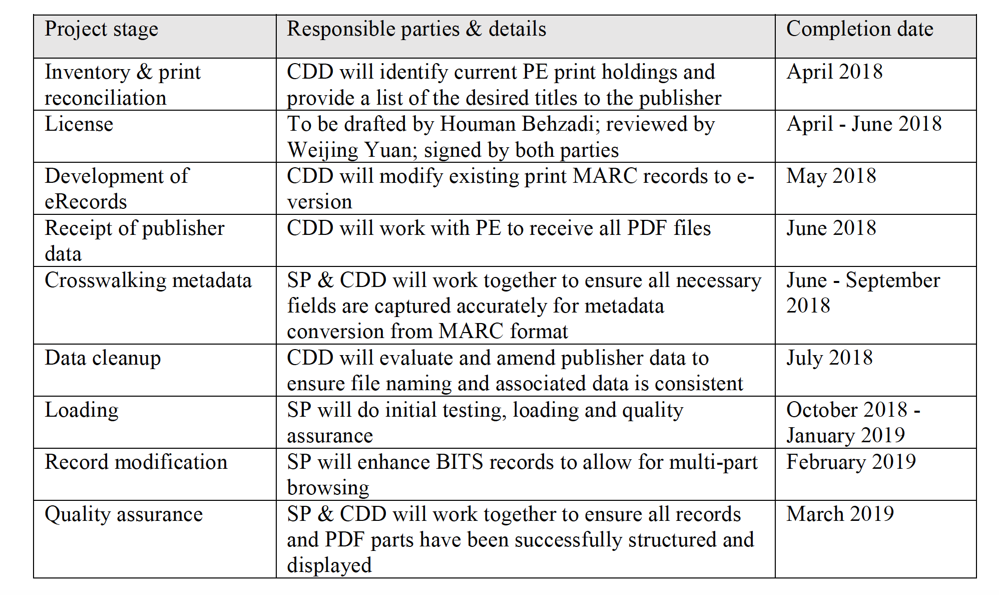 Project stage
Responsible parties & details
Completion date
Inventory & print
reconciliation
CDD will identify current PE print holdings and
provide a list of the desired titles to the publisher
April 2018
License
To be drafted by Houman Behzadi; reviewed by
Weijing Yuan; signed by both parties
April - June 2018
Development of
eRecords
CDD will modify existing print MARC records to e-
version
May 2018
Receipt of publisher
data
CDD will work with PE to receive all PDF files
June 2018
Crosswalking metadata
SP & CDD will work together to ensure all necessary
fields are captured accurately for metadata
conversion from MARC format
June - September
2018
Data cleanup
CDD will evaluate and amend publisher data to
ensure file naming and associated data is consistent
July 2018
Loading
SP will do initial testing, loading and quality
assurance
October 2018 -
January 2019
Record modification
SP will enhance BITS records to allow for multi-part
browsing
February 2019
Quality assurance
SP & CDD will work together to ensure all records
and PDF parts have been successfully structured and
displayed
March 2019